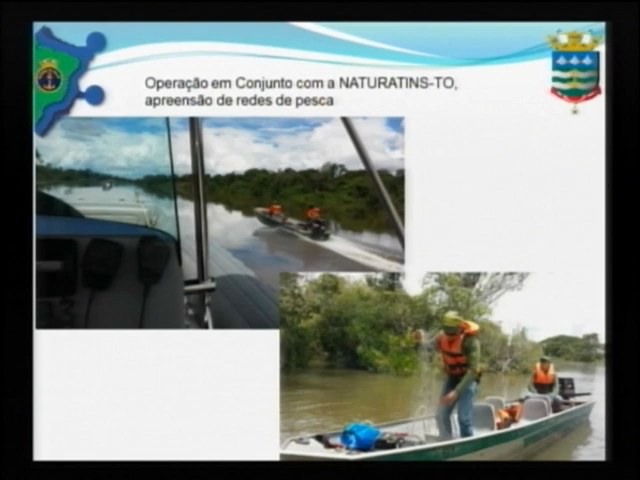 Operação em Conjunto com a NATURATINS-TO,
apreensão de redes de pesca